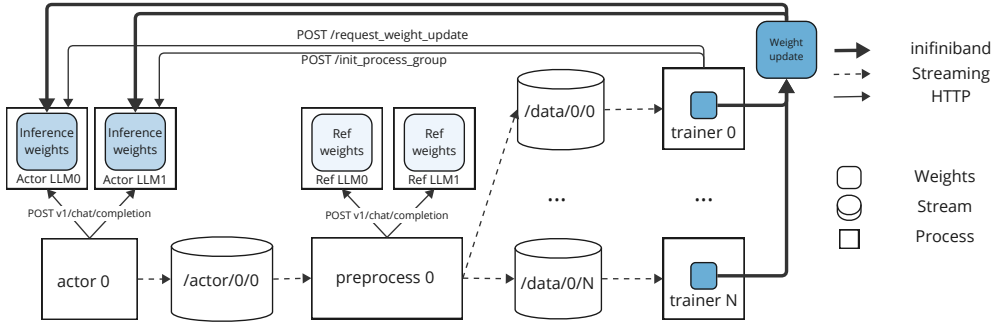 POST /request_weight_update
POST /init_process_group
Weight
update
inifiniband
Streaming
HTTP
Inference
weights
Actor LLM0
Inference
weights
Actor LLM1
Ref
weights
Ref LLM0
Ref
weights
Ref LLM1
/data/0/0
trainer 0
POST v1/chat/completion
POST v1/chat/completion
...
...
Weights
Stream
Process
actor 0
/actor/0/0
preprocess 0
/data/0/N
trainer N